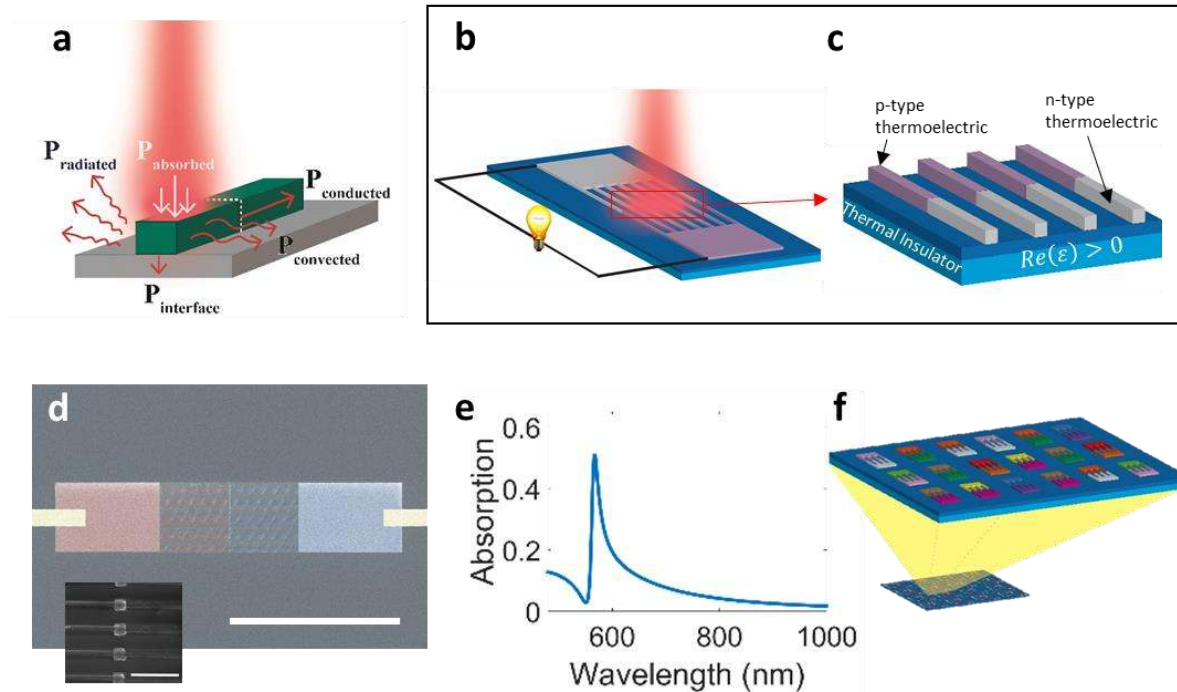 a
P radiated
P absorbed
P conducted
P convected
P interface
b
c
p-type
thermoelectric
n-type
thermoelectric
Thermal Insulator
Re(ε) > 0
d
e
Absorption
0.6
0.4
0.2
0
600
800
1000
Wavelength (nm)
f